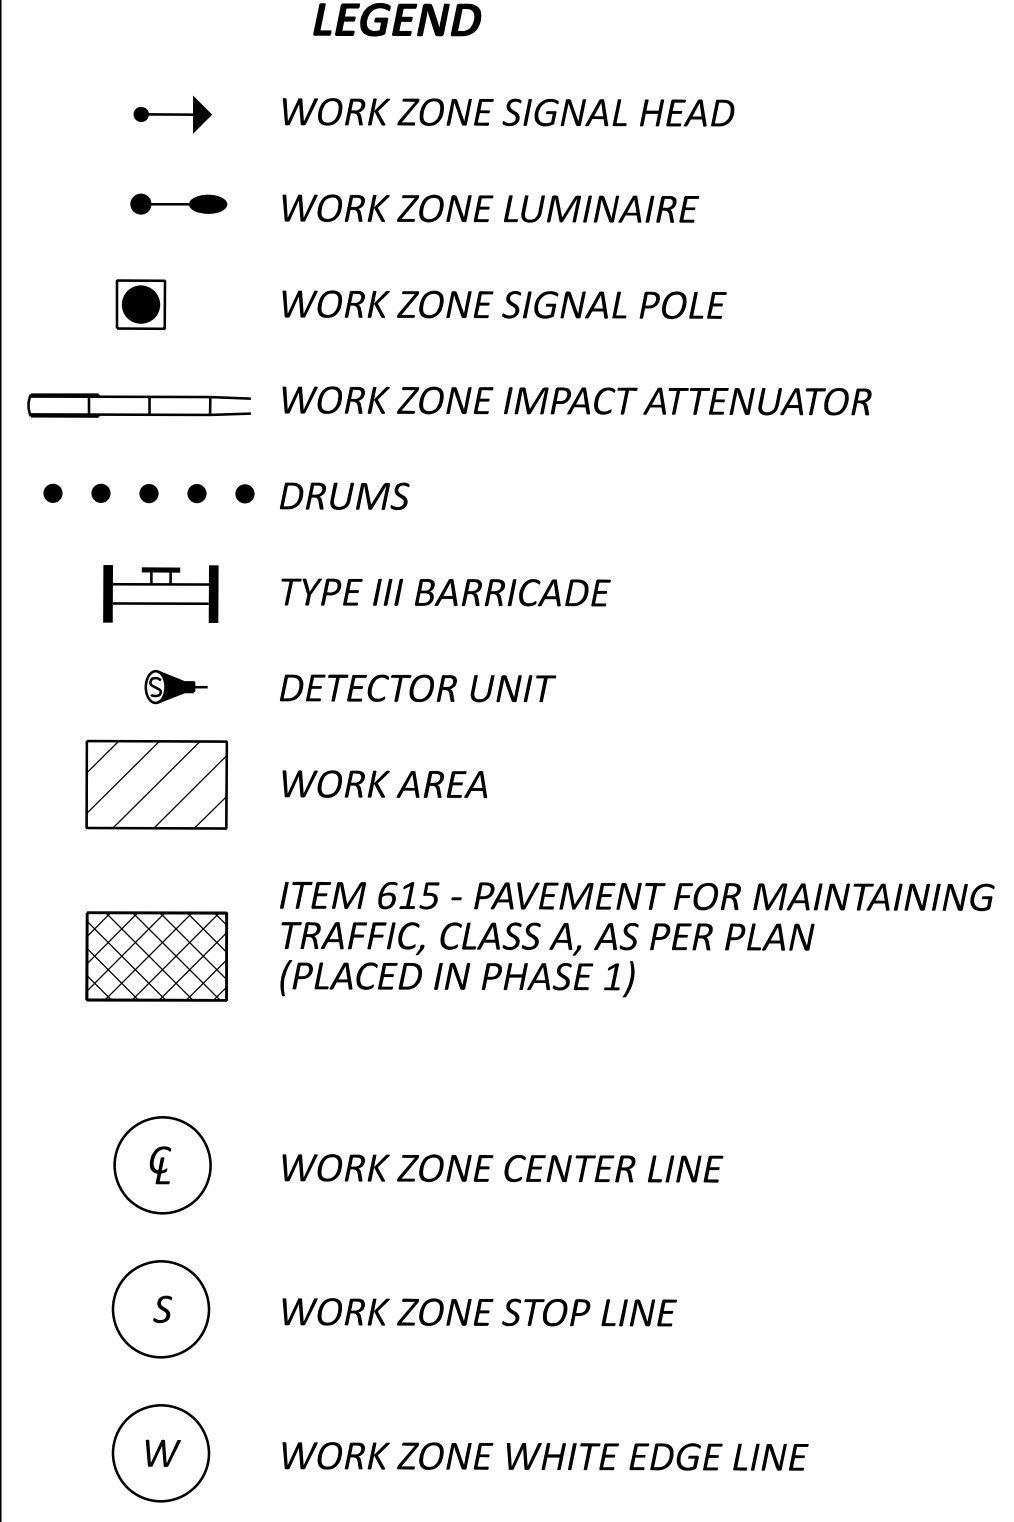 LEGEND
WORK ZONE SIGNAL HEAD
WORK ZONE LUMINAIRE
WORK ZONE SIGNAL POLE
WORK ZONE IMPACT ATTENUATOR
DRUMS
TYPE III BARRICADE
S DETECTOR UNIT
WORK AREA
ITEM 615 - PAVEMENT FOR MAINTAINING
TRAFFIC, CLASS A, AS PER PLAN
(PLACED IN PHASE 1)
℄ WORK ZONE CENTER LINE
S WORK ZONE STOP LINE
W WORK ZONE WHITE EDGE LINE